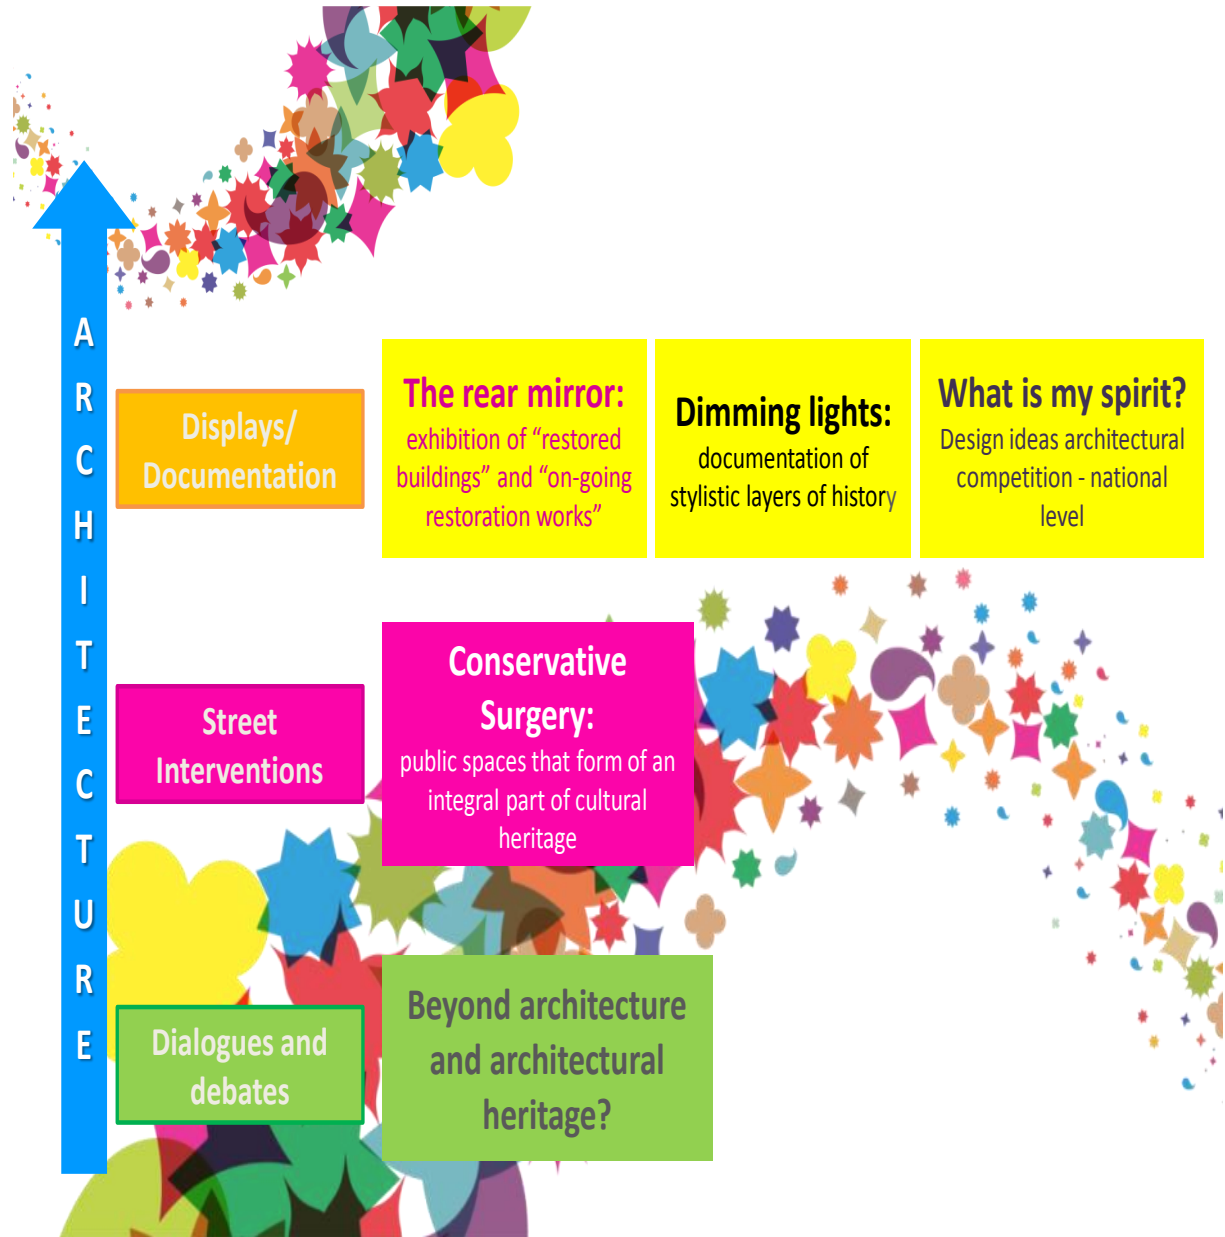 A
R
C
H
I
T
E
C
T
U
R
E
Displays/
Documentation
The rear mirror:
exhibition of “restored
buildings” and “on-going
restoration works”
Dimming lights:
documentation of
stylistic layers of history
What is my spirit?
Design ideas architectural
competition - national
level
Street
Interventions
Conservative
Surgery:
public spaces that form of an
integral part of cultural
heritage
Dialogues and
debates
Beyond architecture
and architectural
heritage?